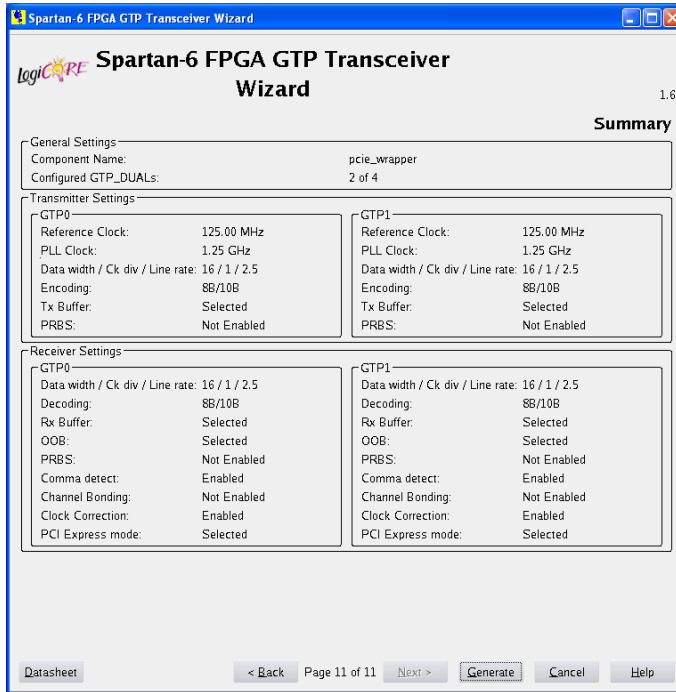 Spartan-6 FPGA GTP Transceiver Wizard
LogiCORE
Spartan-6 FPGA GTP Transceiver
Wizard
1.6
Summary
General Settings
Component Name: pcie_wrapper
Configured GTP_DUALs: 2 of 4
Transmitter Settings
GTP0
Reference Clock: 125.00 MHz
PLL Clock: 1.25 GHz
Data width / Ck div / Line rate: 16 / 1 / 2.5
Encoding: 8B/10B
Tx Buffer: Selected
PRBS: Not Enabled
GTP1
Reference Clock: 125.00 MHz
PLL Clock: 1.25 GHz
Data width / Ck div / Line rate: 16 / 1 / 2.5
Encoding: 8B/10B
Tx Buffer: Selected
PRBS: Not Enabled
Receiver Settings
GTP0
Data width / Ck div / Line rate: 16 / 1 / 2.5
Decoding: 8B/10B
Rx Buffer: Selected
OOB: Selected
PRBS: Not Enabled
Comma detect: Enabled
Channel Bonding: Not Enabled
Clock Correction: Enabled
PCI Express mode: Selected
GTP1
Data width / Ck div / Line rate: 16 / 1 / 2.5
Decoding: 8B/10B
Rx Buffer: Selected
OOB: Selected
PRBS: Not Enabled
Comma detect: Enabled
Channel Bonding: Not Enabled
Clock Correction: Enabled
PCI Express mode: Selected
Datasheet < Back Page 11 of 11 Next > Generate Cancel Help